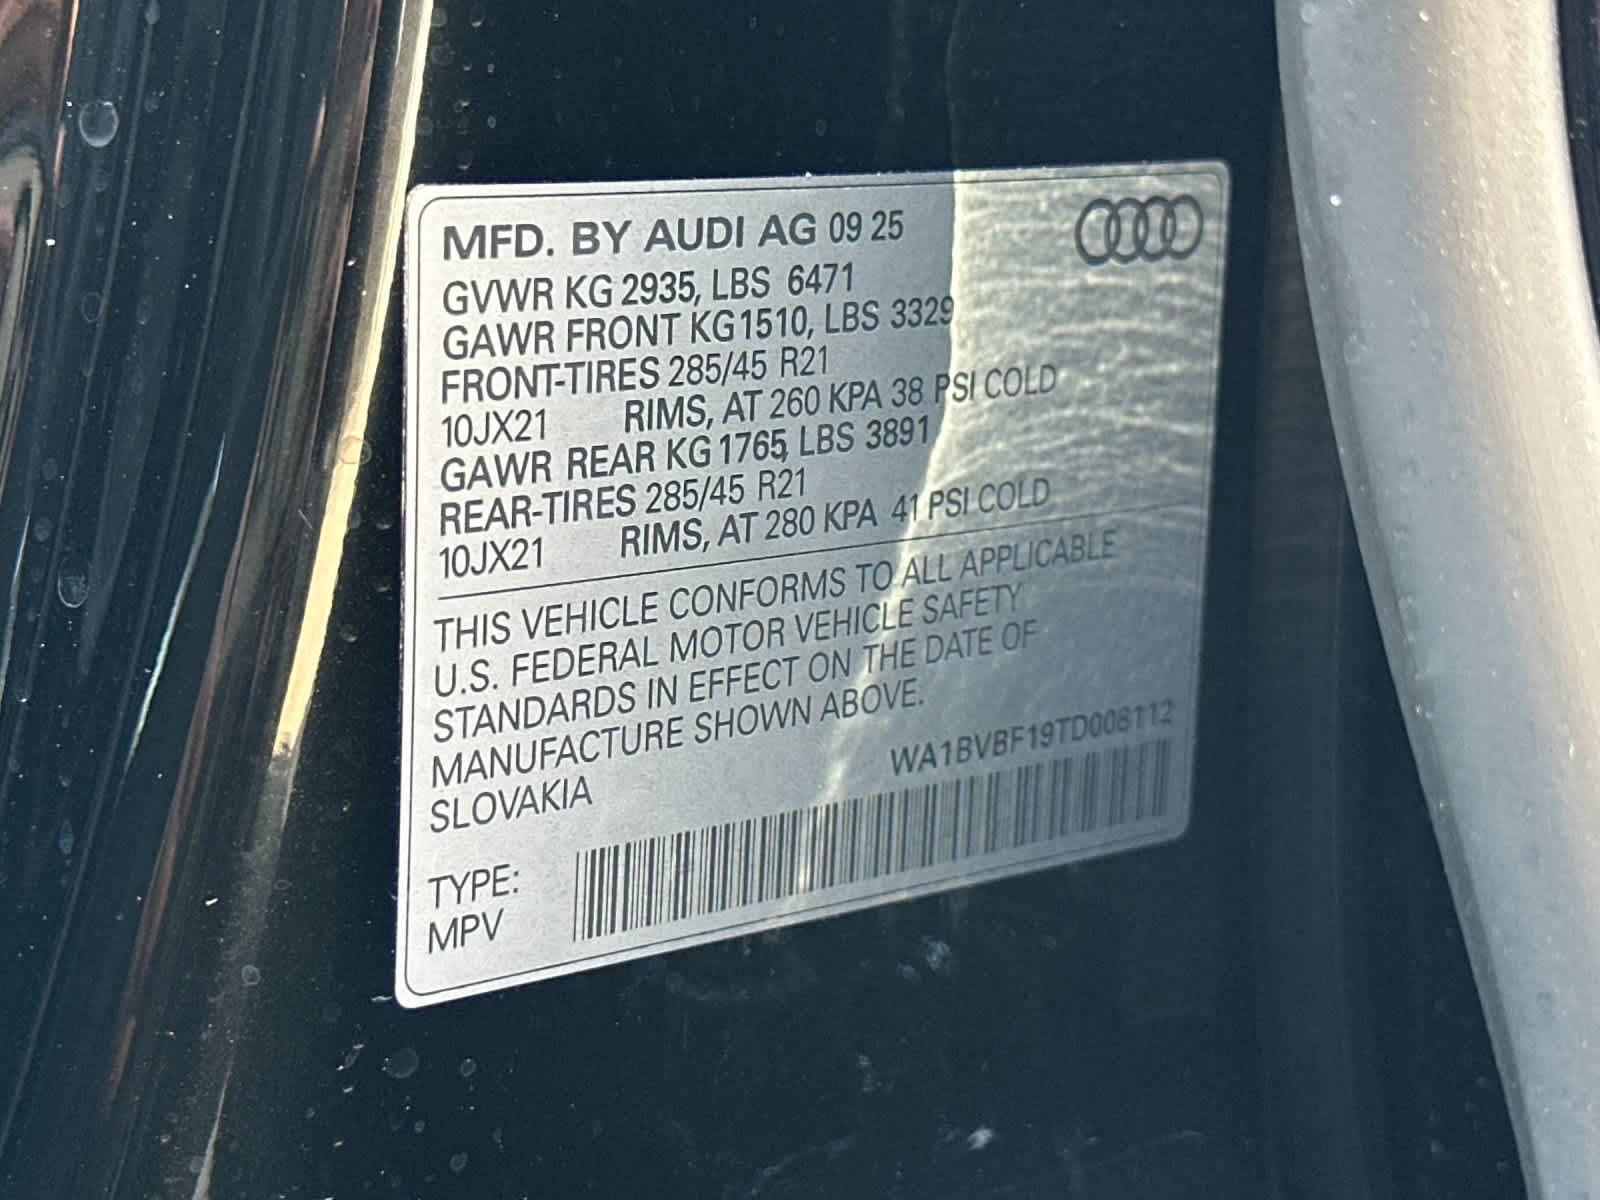 MFD. BY AUDI AG 09 25
GVWR KG 2935, LBS 6471
GAWR FRONT KG1510, LBS 3329
FRONT-TIRES 285/45 R21
10JX21 RIMS, AT 260 KPA 38 PSI COLD
GAWR REAR KG 1765, LBS 3891
REAR-TIRES 285/45 R21
10JX21 RIMS, AT 280 KPA 41 PSI COLD
THIS VEHICLE CONFORMS TO ALL APPLICABLE
U.S. FEDERAL MOTOR VEHICLE SAFETY
STANDARDS IN EFFECT ON THE DATE OF
MANUFACTURE SHOWN ABOVE.
SLOVAKIA
WA1BVBF19TD008112
TYPE:
MPV